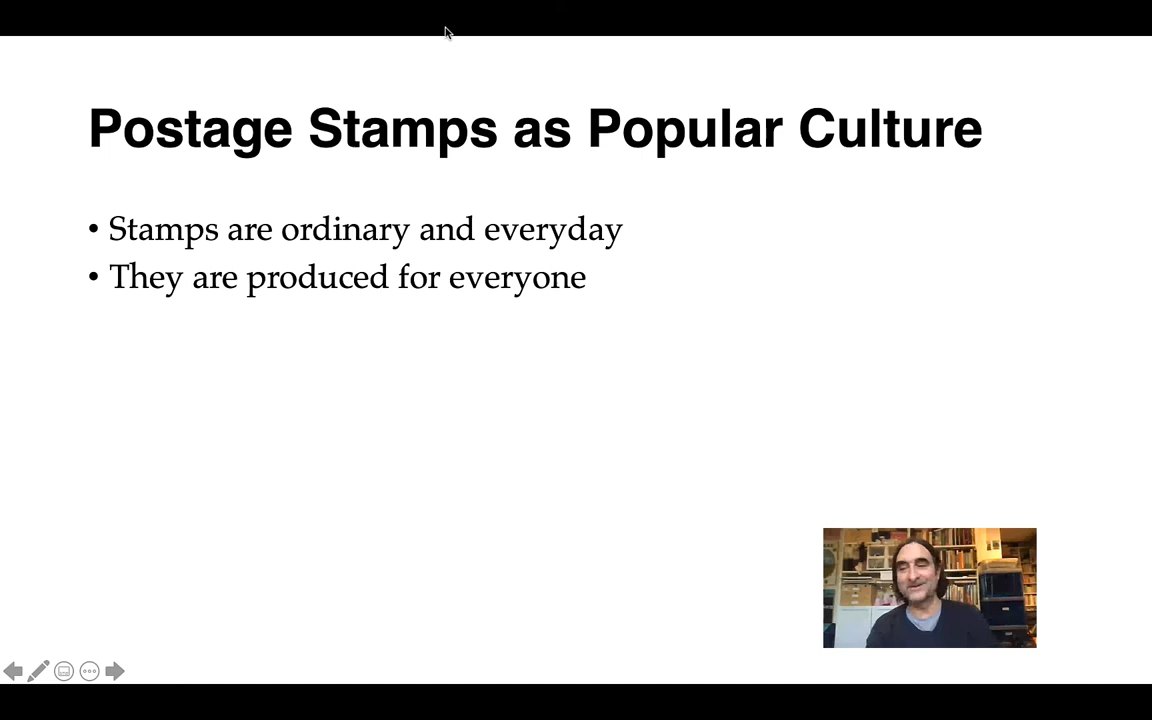 Postage Stamps as Popular Culture
• Stamps are ordinary and everyday
• They are produced for everyone